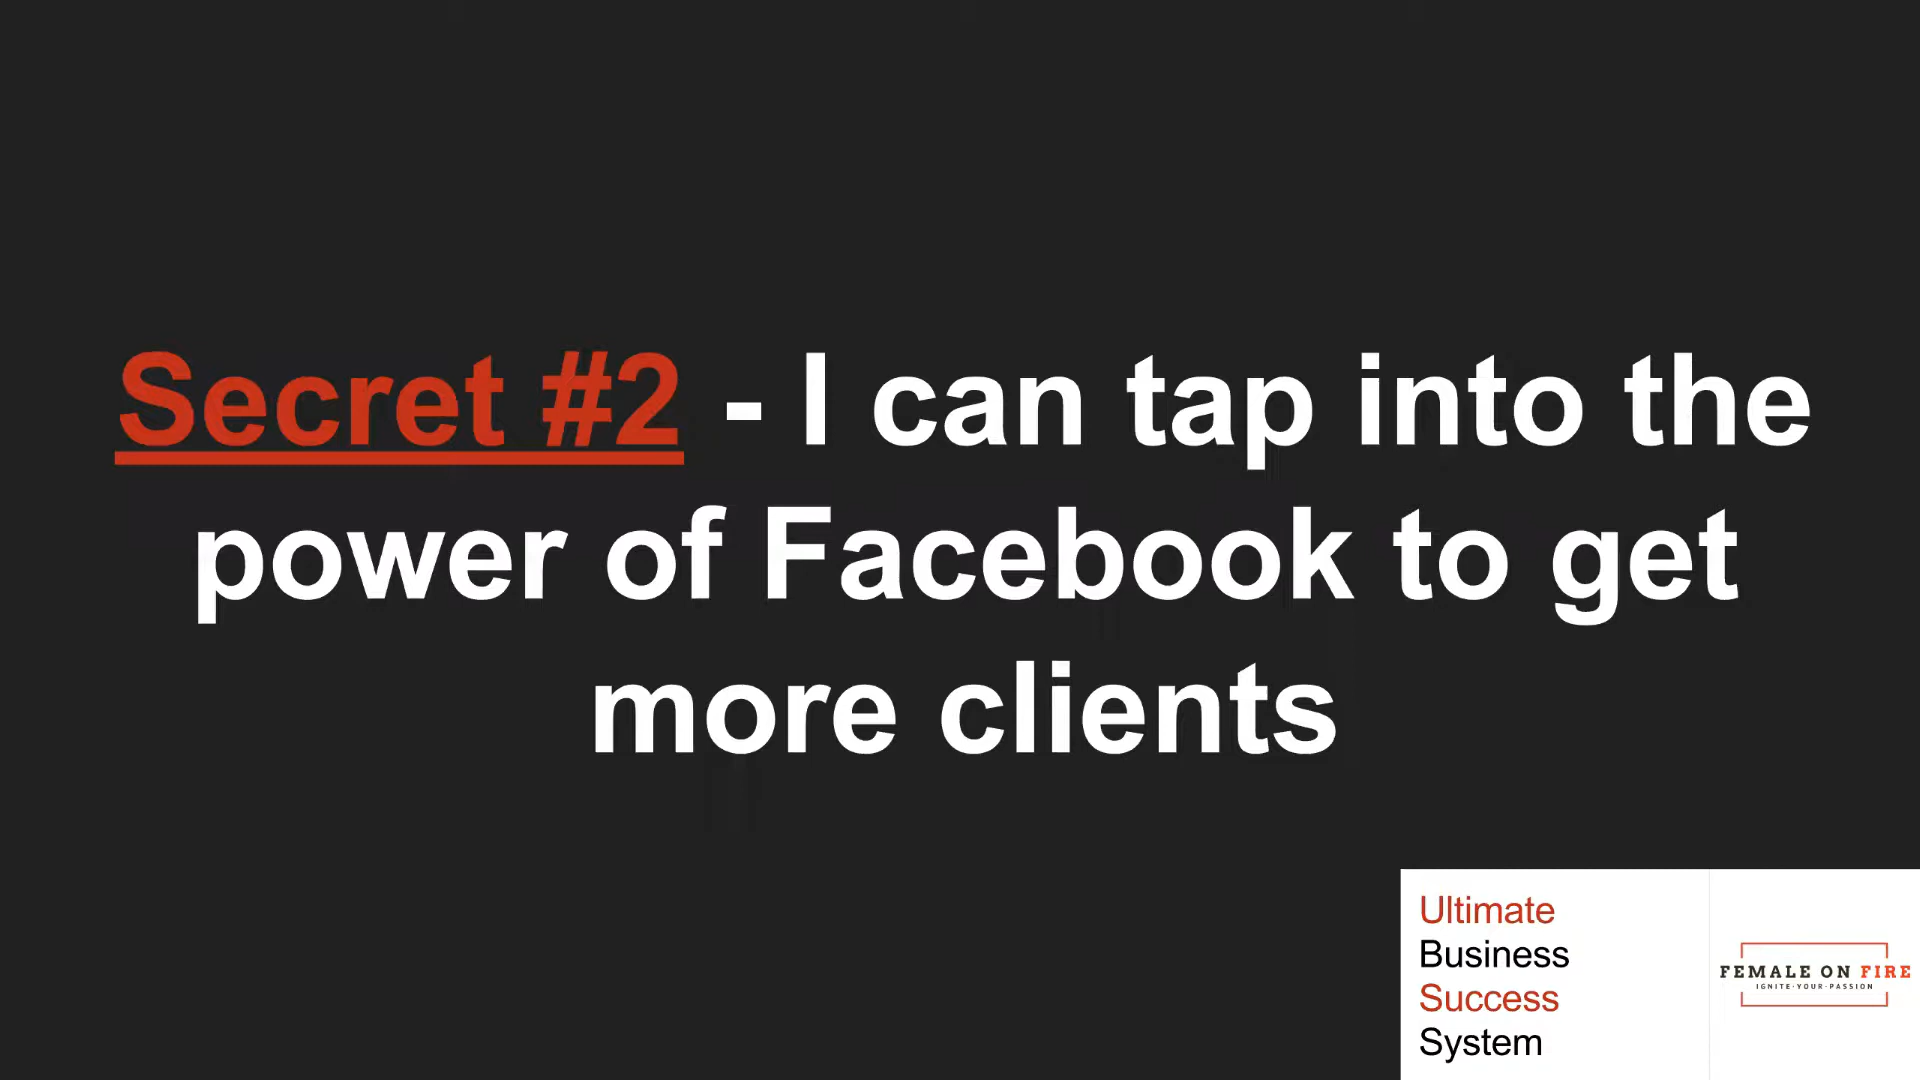 Secret #2 - I can tap into the
power of Facebook to get
more clients
Ultimate
Business
Success
System
FEMALE ON FIRE
IGNITE·YOUR·PASSION